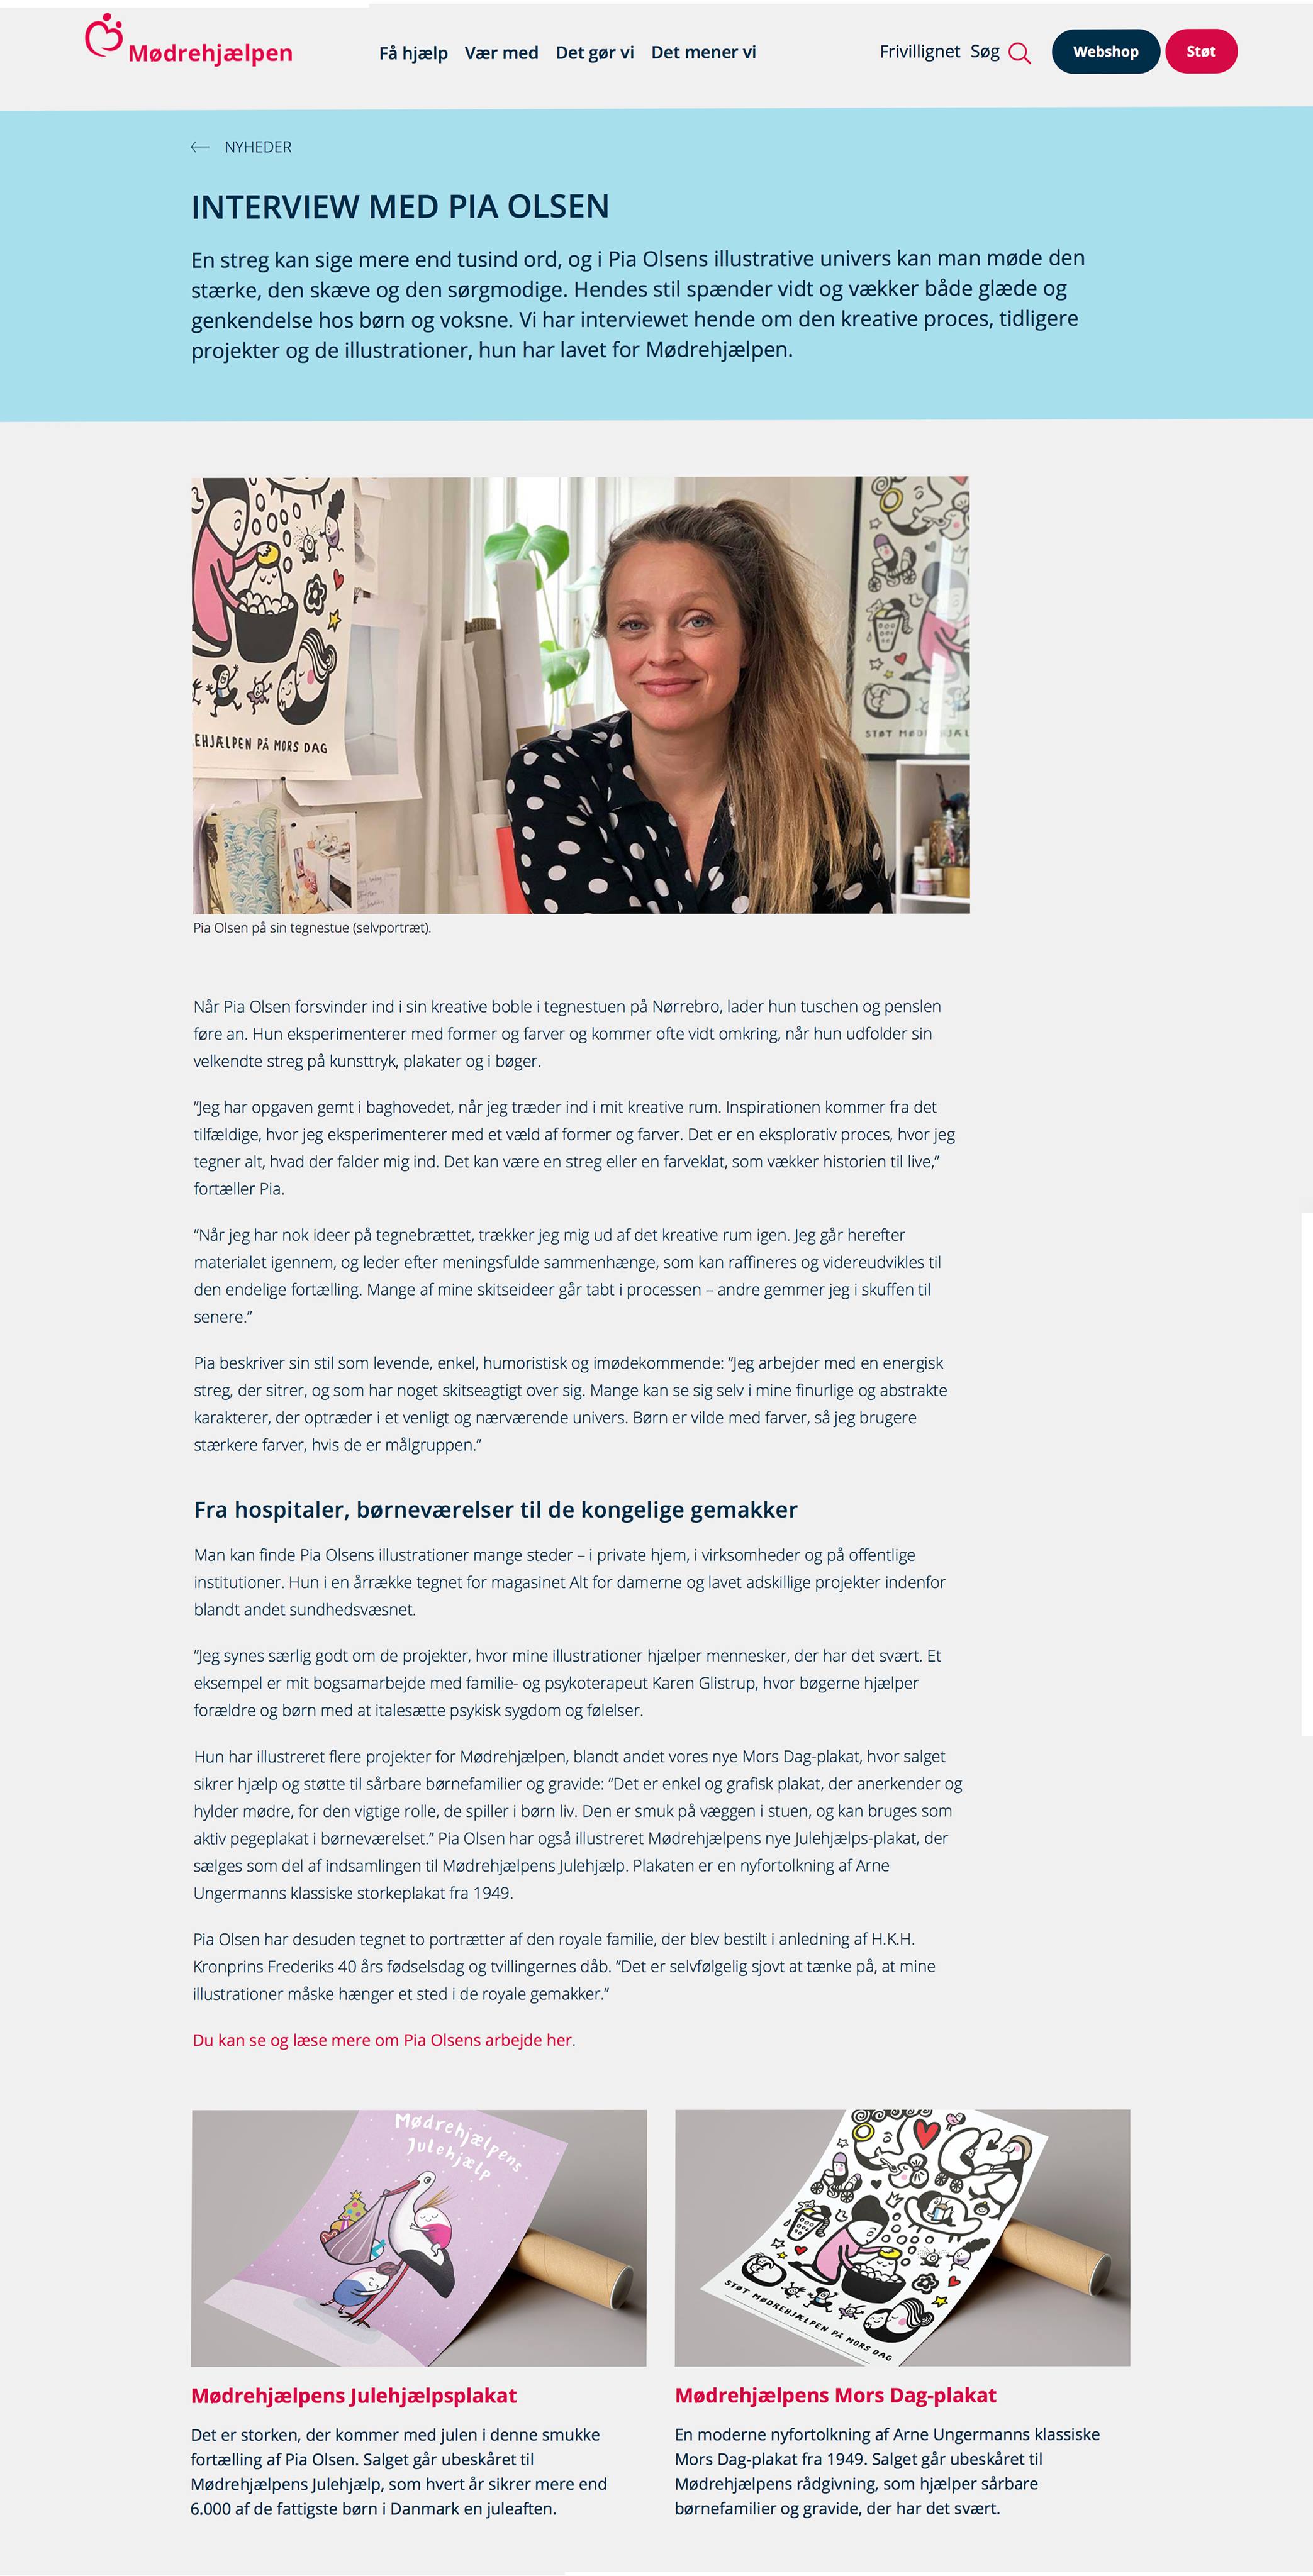 Mødrehjælpen
Få hjælp Vær med Det gør vi Det mener vi
Frivillignet Søg
Webshop
Støt
NYHEDER
INTERVIEW MED PIA OLSEN
En streg kan sige mere end tusind ord, og i Pia Olsens illustrative univers kan man møde den
stærke, den skæve og den sørgmodige. Hendes stil spænder vidt og vækker både glæde og
genkendelse hos børn og voksne. Vi har interviewet hende om den kreative proces, tidligere
projekter og de illustrationer, hun har lavet for Mødrehjælpen.
EHJÆLPEN PÅ MORS DAG
STØT
Pia Olsen på sin tegnestue (selvportræt).
Når Pia Olsen forsvinder ind i sin kreative boble i tegnestuen på Nørrebro, lader hun tuschen og penslen
føre an. Hun eksperimenterer med former og farver og kommer ofte vidt omkring, når hun udfolder sin
velkendte streg på kunsttryk, plakater og i bøger.
”Jeg har opgaven gemt i baghovedet, når jeg træder ind i mit kreative rum. Inspirationen kommer fra det
tilfældige, hvor jeg eksperimenterer med et væld af former og farver. Det er en eksplorativ proces, hvor jeg
tegner alt, hvad der falder mig ind. Det kan være en streg eller en farveklat, som vækker historien til live,”
fortæller Pia.
”Når jeg har nok ideer på tegnebrættet, trækker jeg mig ud af det kreative rum igen. Jeg går herefter
materialet igennem, og leder efter meningsfulde sammenhænge, som kan raffineres og videreudvikles til
den endelige fortælling. Mange af mine skitseideer går tabt i processen – andre gemmer jeg i skuffen til
senere.”
Pia beskriver sin stil som levende, enkel, humoristisk og imødekommende: ”Jeg arbejder med en energisk
streg, der sitrer, og som har noget skitseagtigt over sig. Mange kan se sig selv i mine finurlige og abstrakte
karakterer, der optræder i et venligt og nærværende univers. Børn er vilde med farver, så jeg brugere
stærkere farver, hvis de er målgruppen.”
Fra hospitaler, børneværelser til de kongelige gemakker
Man kan finde Pia Olsens illustrationer mange steder – i private hjem, i virksomheder og på offentlige
institutioner. Hun i en årrække tegnet for magasinet Alt for damerne og lavet adskillige projekter indenfor
blandt andet sundhedsvæsnet.
”Jeg synes særlig godt om de projekter, hvor mine illustrationer hjælper mennesker, der har det svært. Et
eksempel er mit bogsamarbejde med familie- og psykoterapeut Karen Glistrup, hvor bøgerne hjælper
forældre og børn med at italesætte psykisk sygdom og følelser.
Hun har illustreret flere projekter for Mødrehjælpen, blandt andet vores nye Mors Dag-plakat, hvor salget
sikrer hjælp og støtte til sårbare børnefamilier og gravide: ”Det er enkel og grafisk plakat, der anerkender og
hylder mødre, for den vigtige rolle, de spiller i børn liv. Den er smuk på væggen i stuen, og kan bruges som
aktiv pegeplakat i børneværelset.” Pia Olsen har også illustreret Mødrehjælpens nye Julehjælps-plakat, der
sælges som del af indsamlingen til Mødrehjælpens Julehjælp. Plakaten er en nyfortolkning af Arne
Ungermanns klassiske storkeplakat fra 1949.
Pia Olsen har desuden tegnet to portrætter af den royale familie, der blev bestilt i anledning af H.K.H.
Kronprins Frederiks 40 års fødselsdag og tvillingernes dåb. ”Det er selvfølgelig sjovt at tænke på, at mine
illustrationer måske hænger et sted i de royale gemakker.”
Du kan se og læse mere om Pia Olsens arbejde her.
Mødrehjælpens
Julehjælp
STØT MØDREHJÆLPEN PÅ MORS DAG
Mødrehjælpens Julehjælpsplakat
Det er storken, der kommer med julen i denne smukke
fortælling af Pia Olsen. Salget går ubeskåret til
Mødrehjælpens Julehjælp, som hvert år sikrer mere end
6.000 af de fattigste børn i Danmark en juleaften.
Mødrehjælpens Mors Dag-plakat
En moderne nyfortolkning af Arne Ungermanns klassiske
Mors Dag-plakat fra 1949. Salget går ubeskåret til
Mødrehjælpens rådgivning, som hjælper sårbare
børnefamilier og gravide, der har det svært.